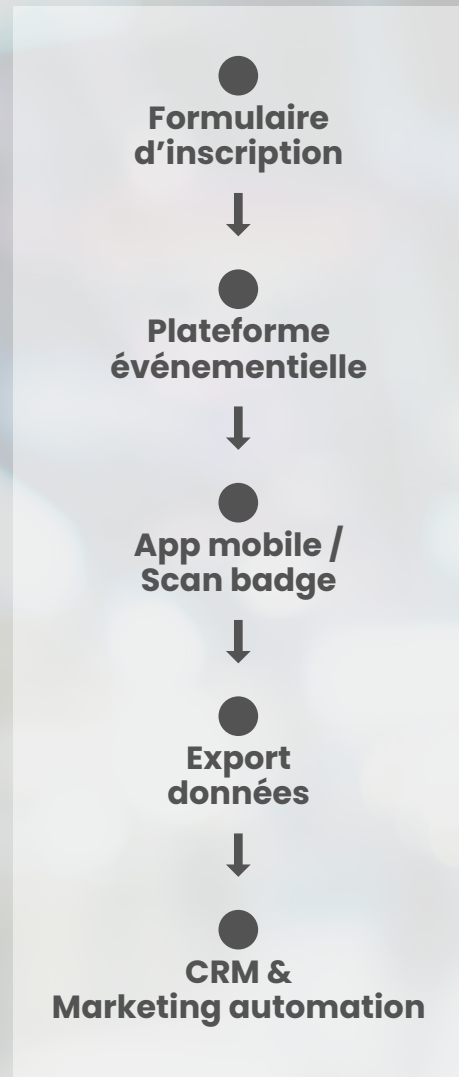 Formulaire
d’inscription
Plateforme
événementielle
App mobile /
Scan badge
Export
données
CRM &
Marketing automation